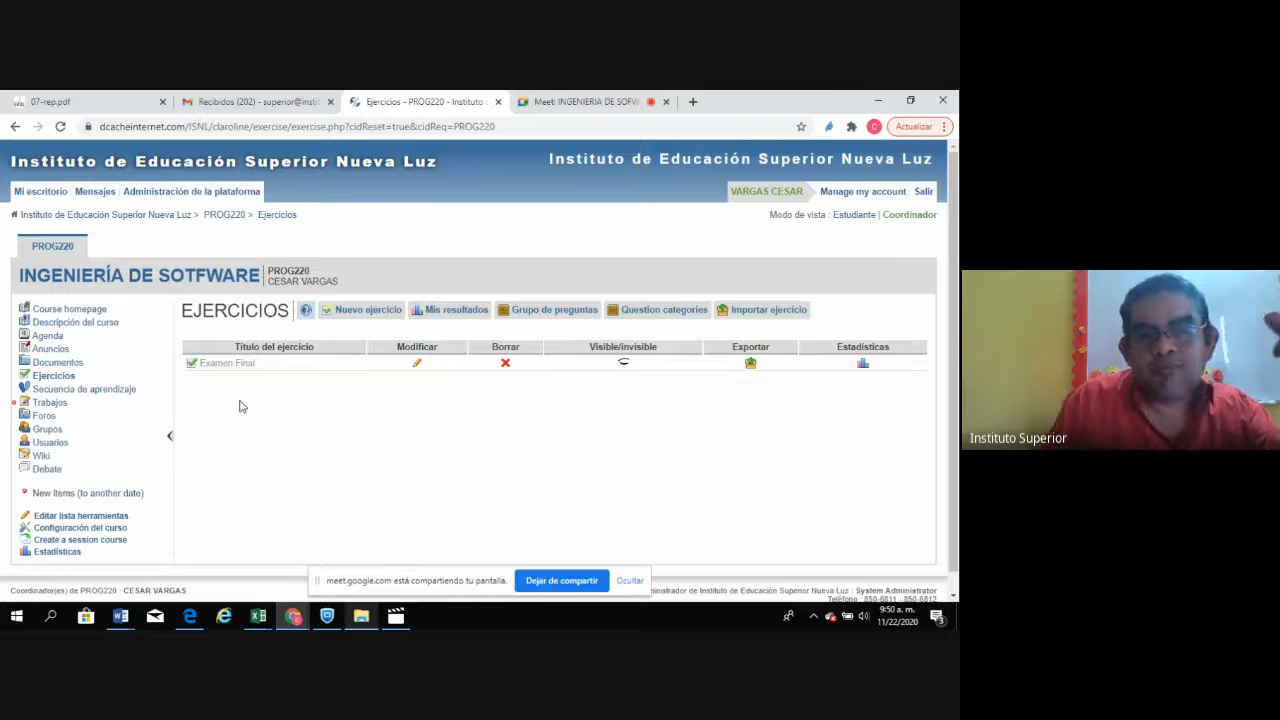 07-rep.pdf
Recibidos (202) - superior@insti
Ejercicios - PROG220 - Instituto
Meet: INGENIERIA DE SOFW
dcacheinternet.com/ISNL/claroline/exercise/exercise.php?cidReset=true&cidReq=PROG220
C
Actualizar
Instituto de Educación Superior Nueva Luz
Instituto de Educación Superior Nueva Luz
Mi escritorio Mensajes Administración de la plataforma
VARGAS CESAR Manage my account Salir
Instituto de Educación Superior Nueva Luz > PROG220 > Ejercicios
Modo de vista : Estudiante | Coordinador
PROG220
INGENIERÍA DE SOTFWARE
PROG220
CESAR VARGAS
Course homepage
Descripción del curso
Agenda
Anuncios
Documentos
Ejercicios
Secuencia de aprendizaje
Trabajos
Foros
Grupos
Usuarios
Wiki
Debate
New items (to another date)
Editar lista herramientas
Configuración del curso
Create a session course
Estadísticas
EJERCICIOS
Nuevo ejercicio Mis resultados Grupo de preguntas Question categories Importar ejercicio
Título del ejercicio Modificar Borrar Visible/invisible Exportar Estadísticas
Examen Final
meet.google.com está compartiendo tu pantalla. Dejar de compartir Ocultar
Coordinador(es) de PROG220 : CESAR VARGAS
ministrador de Instituto de Educación Superior Nueva Luz : System Administrator
Teléfono 850-6811 - 850-6812
9:50 a. m.
11/22/2020
3
Instituto Superior